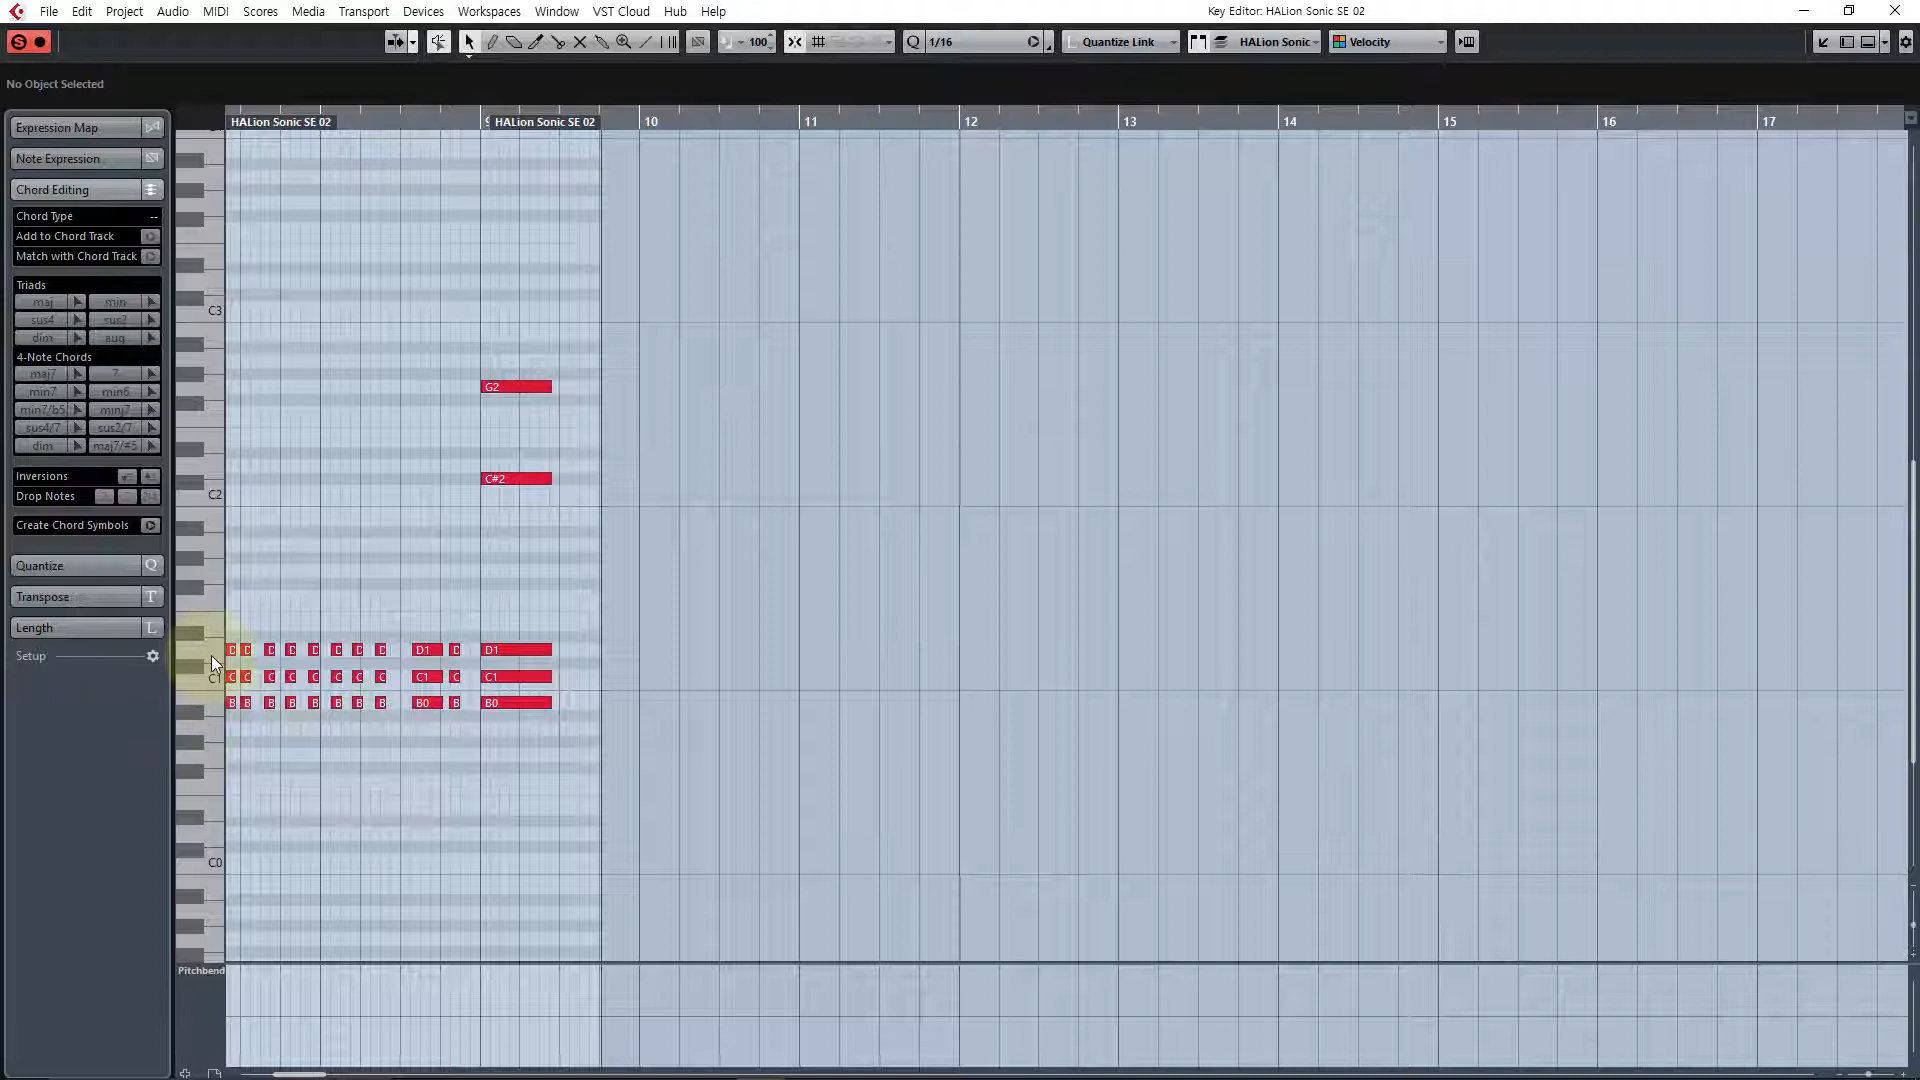 File Edit Project Audio MIDI Scores Media Transport Devices Workspaces Window VST Cloud Hub Help Key Editor: HALion Sonic SE 02
100 Q 1/16 Quantize Link HALion Sonic Velocity
No Object Selected
HALion Sonic SE 02 9 HALion Sonic SE 02 10 11 12 13 14 15 16 17
Expression Map
Note Expression
Chord Editing
Chord Type --
Add to Chord Track
Match with Chord Track
Triads
maj min
sus4 sus2
dim aug
4-Note Chords
maj7 7
min7 min6
min7/b5 minj7
sus4/7 sus2/7
dim maj7/#5
Inversions
Drop Notes
Create Chord Symbols
Quantize Q
Transpose T
Length L
Setup
C3
G2
C#2
C2
D D D D D D D D D1 D D1
C1 C C C C C C C C C1 C C1
B B B B B B B B B0 B B0
C0
Pitchbend